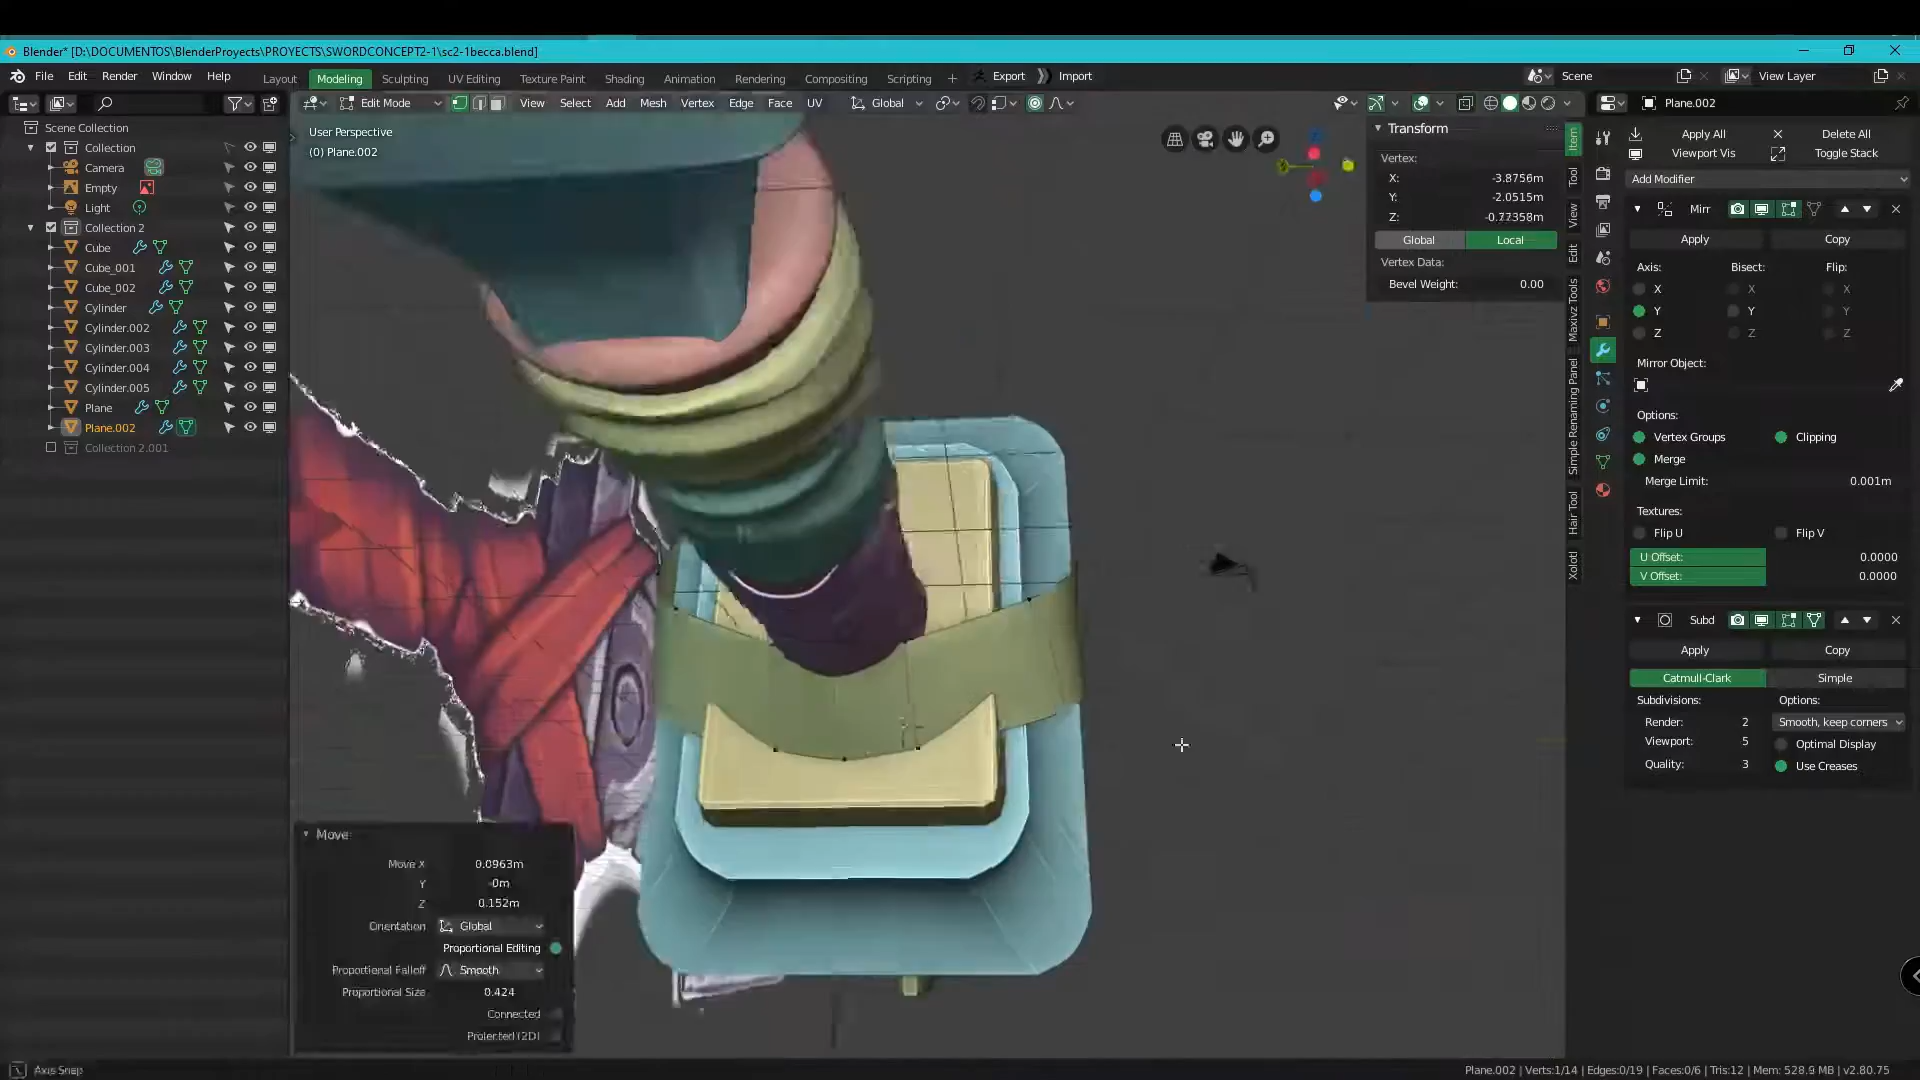 Blender* [D:\DOCUMENTOS\BlenderProyects\PROYECTS\SWORDCONCEPT2-1\sc2-1becca.blend]
File Edit Render Window Help Layout Modeling Sculpting UV Editing Texture Paint Shading Animation Rendering Compositing Scripting + Export Import Scene View Layer
Edit Mode View Select Add Mesh Vertex Edge Face UV Global
Plane.002
Scene Collection
Collection
Camera
Empty
Light
Collection 2
Cube
Cube_001
Cube_002
Cylinder
Cylinder.002
Cylinder.003
Cylinder.004
Cylinder.005
Plane
Plane.002
Collection 2.001
User Perspective
(0) Plane.002
Transform
Vertex:
X: -3.8756m
Y: -2.0515m
Z: -0.77358m
Global Local
Vertex Data:
Bevel Weight: 0.00
Item
Tool
View
Edit
Maxivz Tools
Simple Renaming Panel
Hair Tool
Xolotl
Apply All Delete All
Viewport Vis Toggle Stack
Add Modifier
Mirr
Apply Copy
Axis: Bisect: Flip:
X X X
Y Y Y
Z Z Z
Mirror Object:
Options:
Vertex Groups Clipping
Merge
Merge Limit: 0.001m
Textures:
Flip U Flip V
U Offset: 0.0000
V Offset: 0.0000
Subd
Apply Copy
Catmull-Clark Simple
Subdivisions: Options:
Render: 2 Smooth, keep corners
Viewport: 5 Optimal Display
Quality: 3 Use Creases
Move
Move X 0.0963m
Y -0m
Z 0.152m
Orientation Global
Proportional Editing
Proportional Falloff Smooth
Proportional Size 0.424
Connected
Projected (2D)
Axis Snap
Plane.002 | Verts:1/14 | Edges:0/19 | Faces:0/6 | Tris:12 | Mem: 528.9 MB | v2.80.75